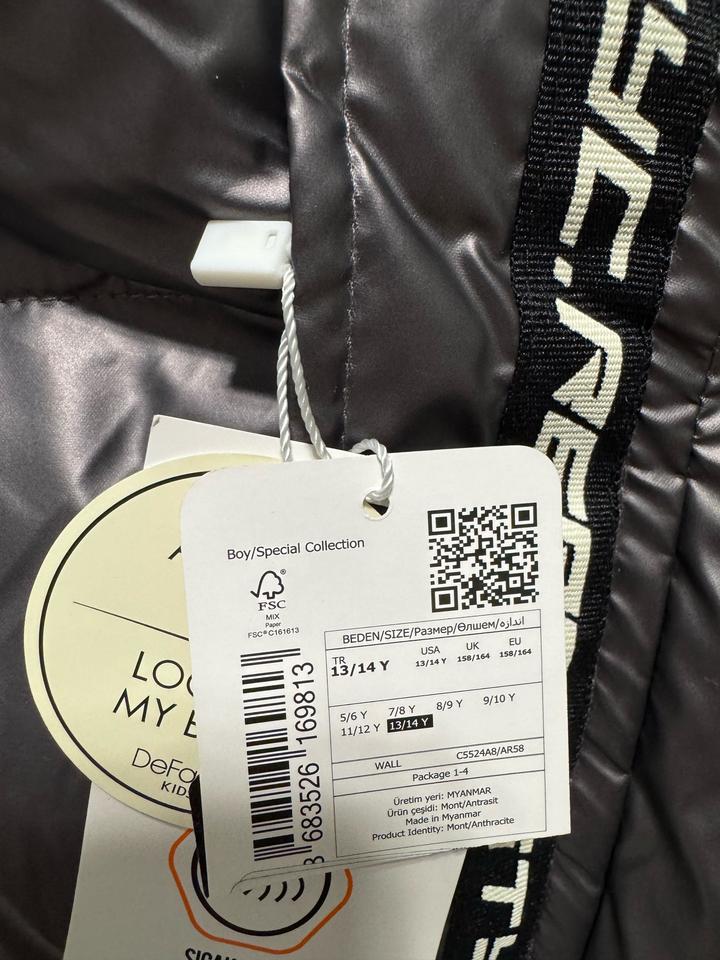 Boy/Special Collection
FSC®
MIX
Paper
FSC® C161613
BEDEN/SIZE/Размер/Өлшем/اندازه
TR
13/14 Y
USA
13/14 Y
UK
158/164
EU
158/164
5/6 Y 7/8 Y 8/9 Y 9/10 Y
11/12 Y 13/14 Y
WALL C5524A8/AR58
Package 1-4
Üretim yeri: MYANMAR
Ürün çeşidi: Mont/Antrasit
Made in Myanmar
Product Identity: Mont/Anthracite
683526 169813
MY
KIDS